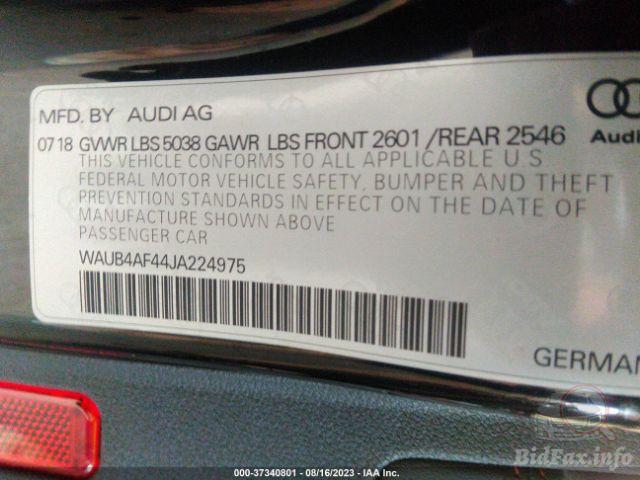 MFD. BY AUDI AG
07 18 GVWR LBS 5038 GAWR LBS FRONT 2601 /REAR 2546
THIS VEHICLE CONFORMS TO ALL APPLICABLE U.S
FEDERAL MOTOR VEHICLE SAFETY, BUMPER AND THEFT
PREVENTION STANDARDS IN EFFECT ON THE DATE OF
MANUFACTURE SHOWN ABOVE
PASSENGER CAR
WAUB4AF44JA224975
Audi
GERMAN
BidFax.info
000-37340801 - 08/16/2023 - IAA Inc.